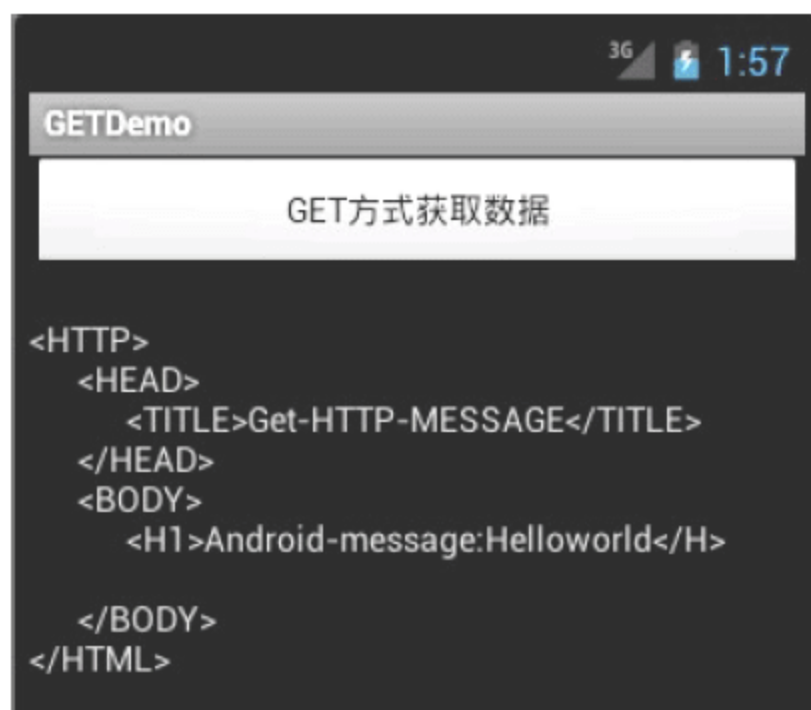 3G 1:57
GETDemo
GET方式获取数据
<HTTP>
<HEAD>
<TITLE>Get-HTTP-MESSAGE</TITLE>
</HEAD>
<BODY>
<H1>Android-message:Helloworld</H>
</BODY>
</HTML>